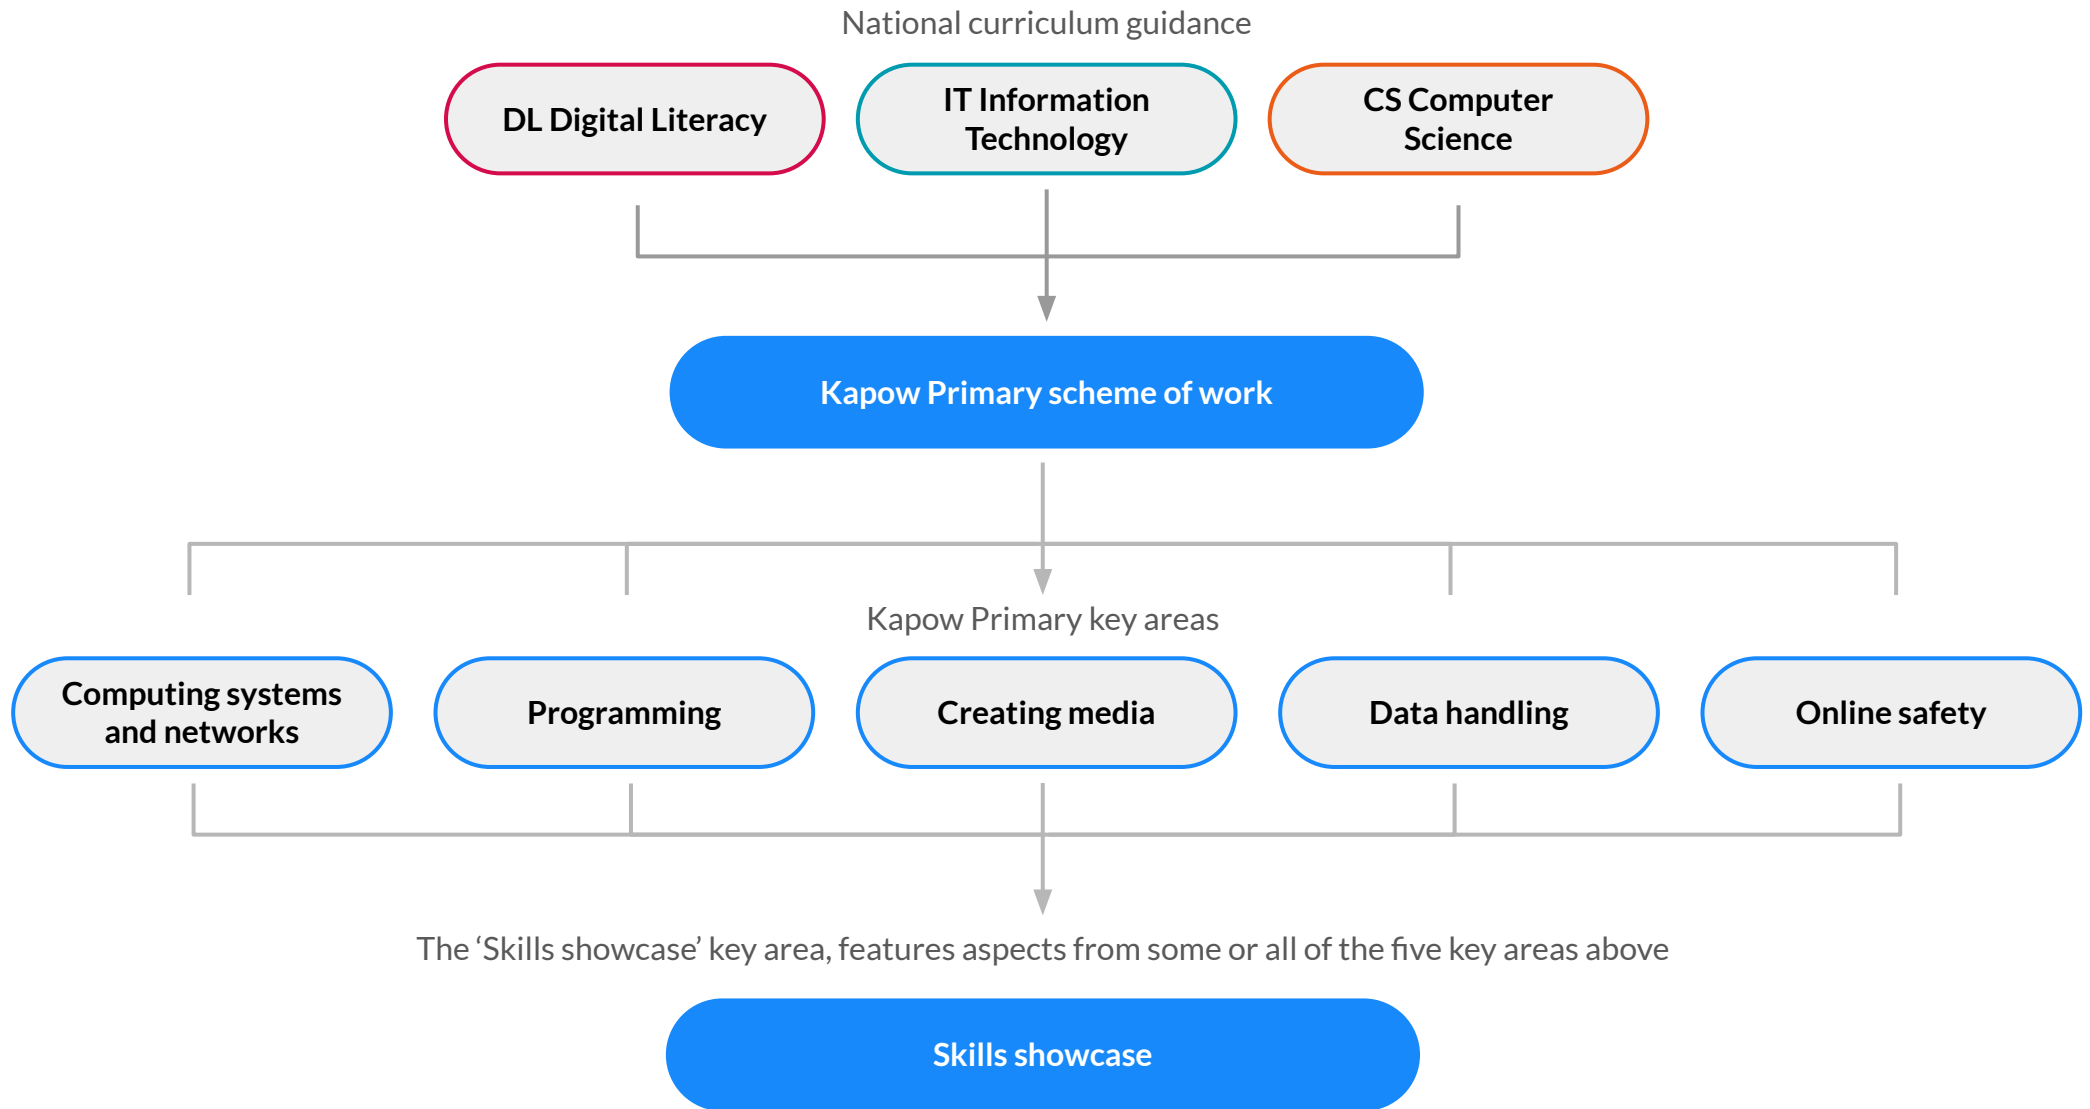 National curriculum guidance
DL Digital Literacy
IT Information
Technology
CS Computer
Science
Kapow Primary scheme of work
Kapow Primary key areas
Computing systems
and networks
Programming
Creating media
Data handling
Online safety
The ‘Skills showcase’ key area, features aspects from some or all of the five key areas above
Skills showcase